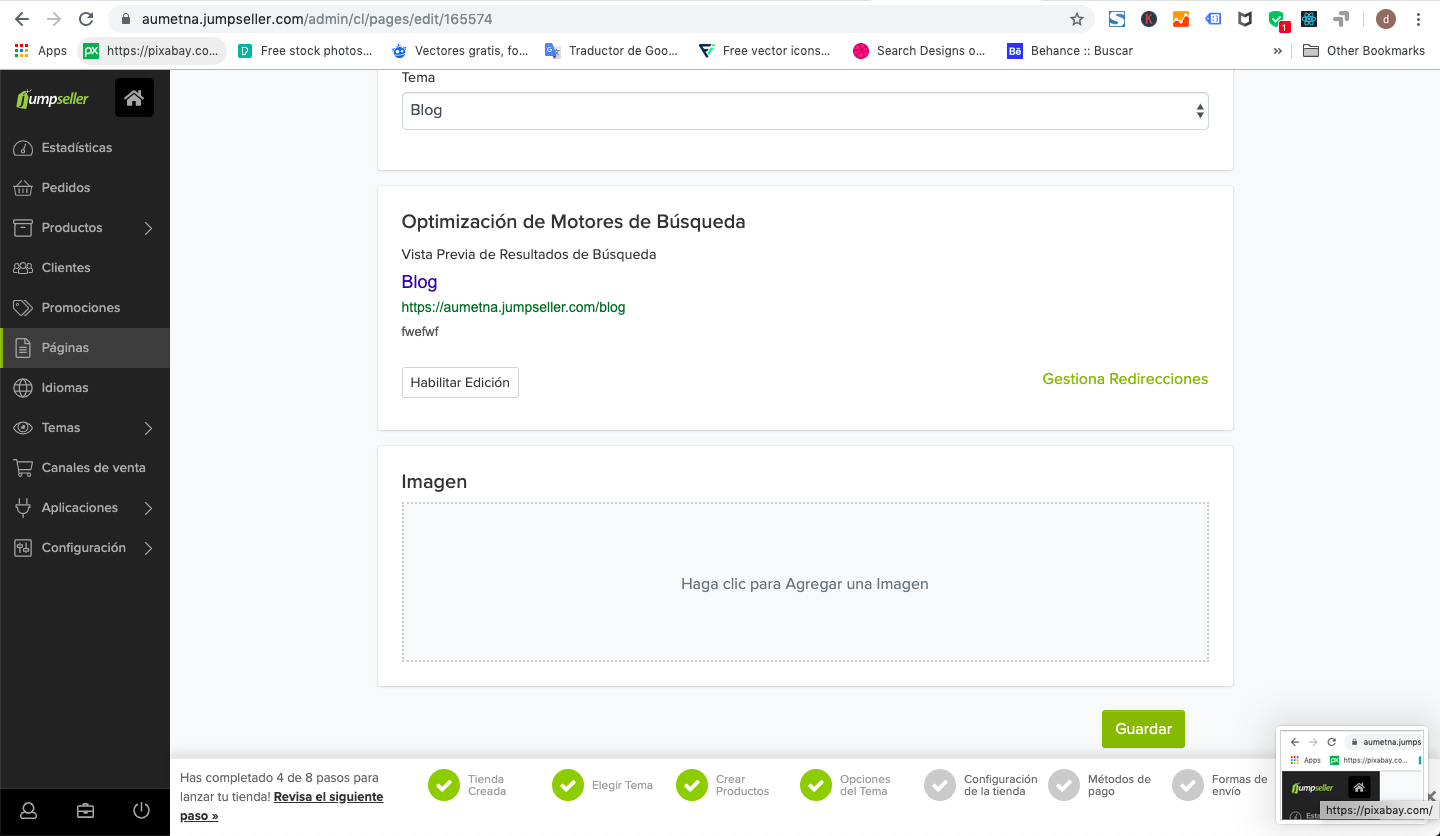 aumetna.jumpseller.com/admin/cl/pages/edit/165574
1
d
Apps
px
https://pixabay.co...
Free stock photos...
Vectores gratis, fo...
Traductor de Goo...
Free vector icons...
Search Designs o...
Bē
Behance :: Buscar
»
Other Bookmarks
jumpseller
Estadísticas
Pedidos
Productos
Clientes
Promociones
Páginas
Idiomas
Temas
Canales de venta
Aplicaciones
Configuración
Tema
Blog
Optimización de Motores de Búsqueda
Vista Previa de Resultados de Búsqueda
Blog
https://aumetna.jumpseller.com/blog
fwefwf
Habilitar Edición
Gestiona Redirecciones
Imagen
Haga clic para Agregar una Imagen
Guardar
Has completado 4 de 8 pasos para
lanzar tu tienda! Revisa el siguiente
paso »
Tienda
Creada
Elegir Tema
Crear
Productos
Opciones
del Tema
Configuración
de la tienda
Métodos de
pago
Formas de
envío
aumetna.jumps
Apps
https://pixabay.co...
jumpseller
https://pixabay.com/